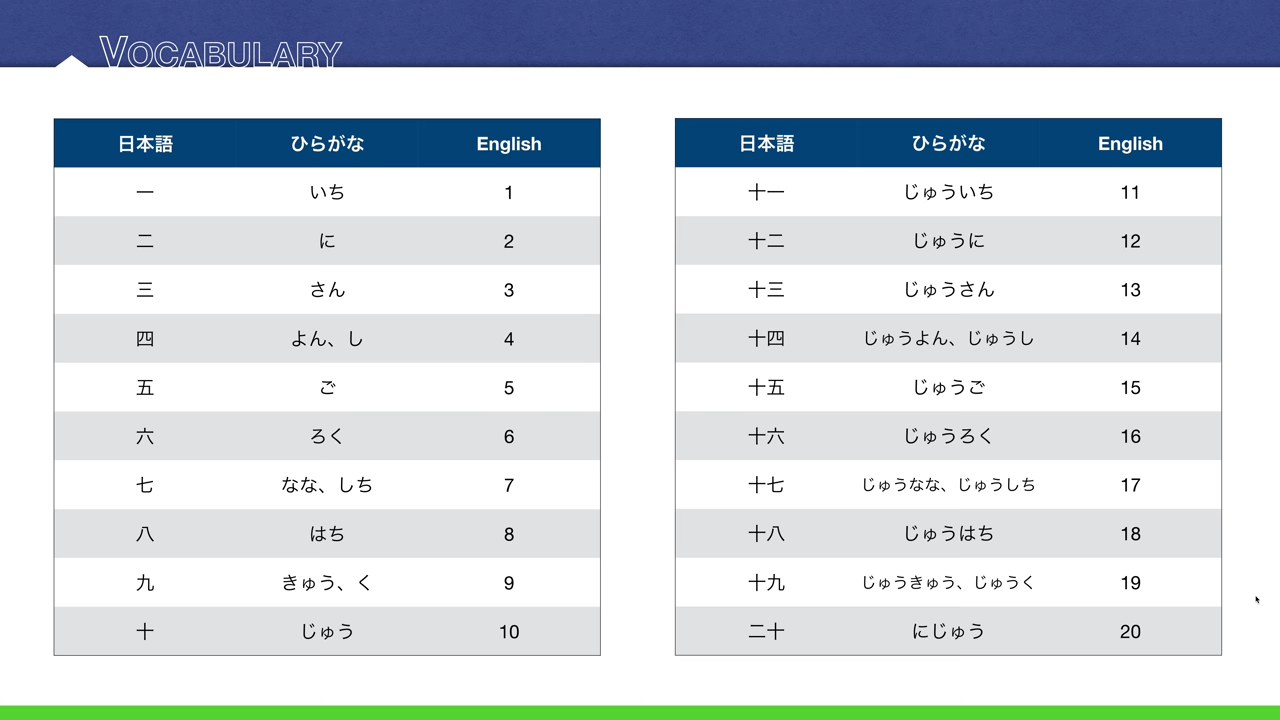 VOCABULARY
日本語 ひらがな English
一 いち 1
二 に 2
三 さん 3
四 よん、し 4
五 ご 5
六 ろく 6
七 なな、しち 7
八 はち 8
九 きゅう、く 9
十 じゅう 10
日本語 ひらがな English
十一 じゅういち 11
十二 じゅうに 12
十三 じゅうさん 13
十四 じゅうよん、じゅうし 14
十五 じゅうご 15
十六 じゅうろく 16
十七 じゅうなな、じゅうしち 17
十八 じゅうはち 18
十九 じゅうきゅう、じゅうく 19
二十 にじゅう 20